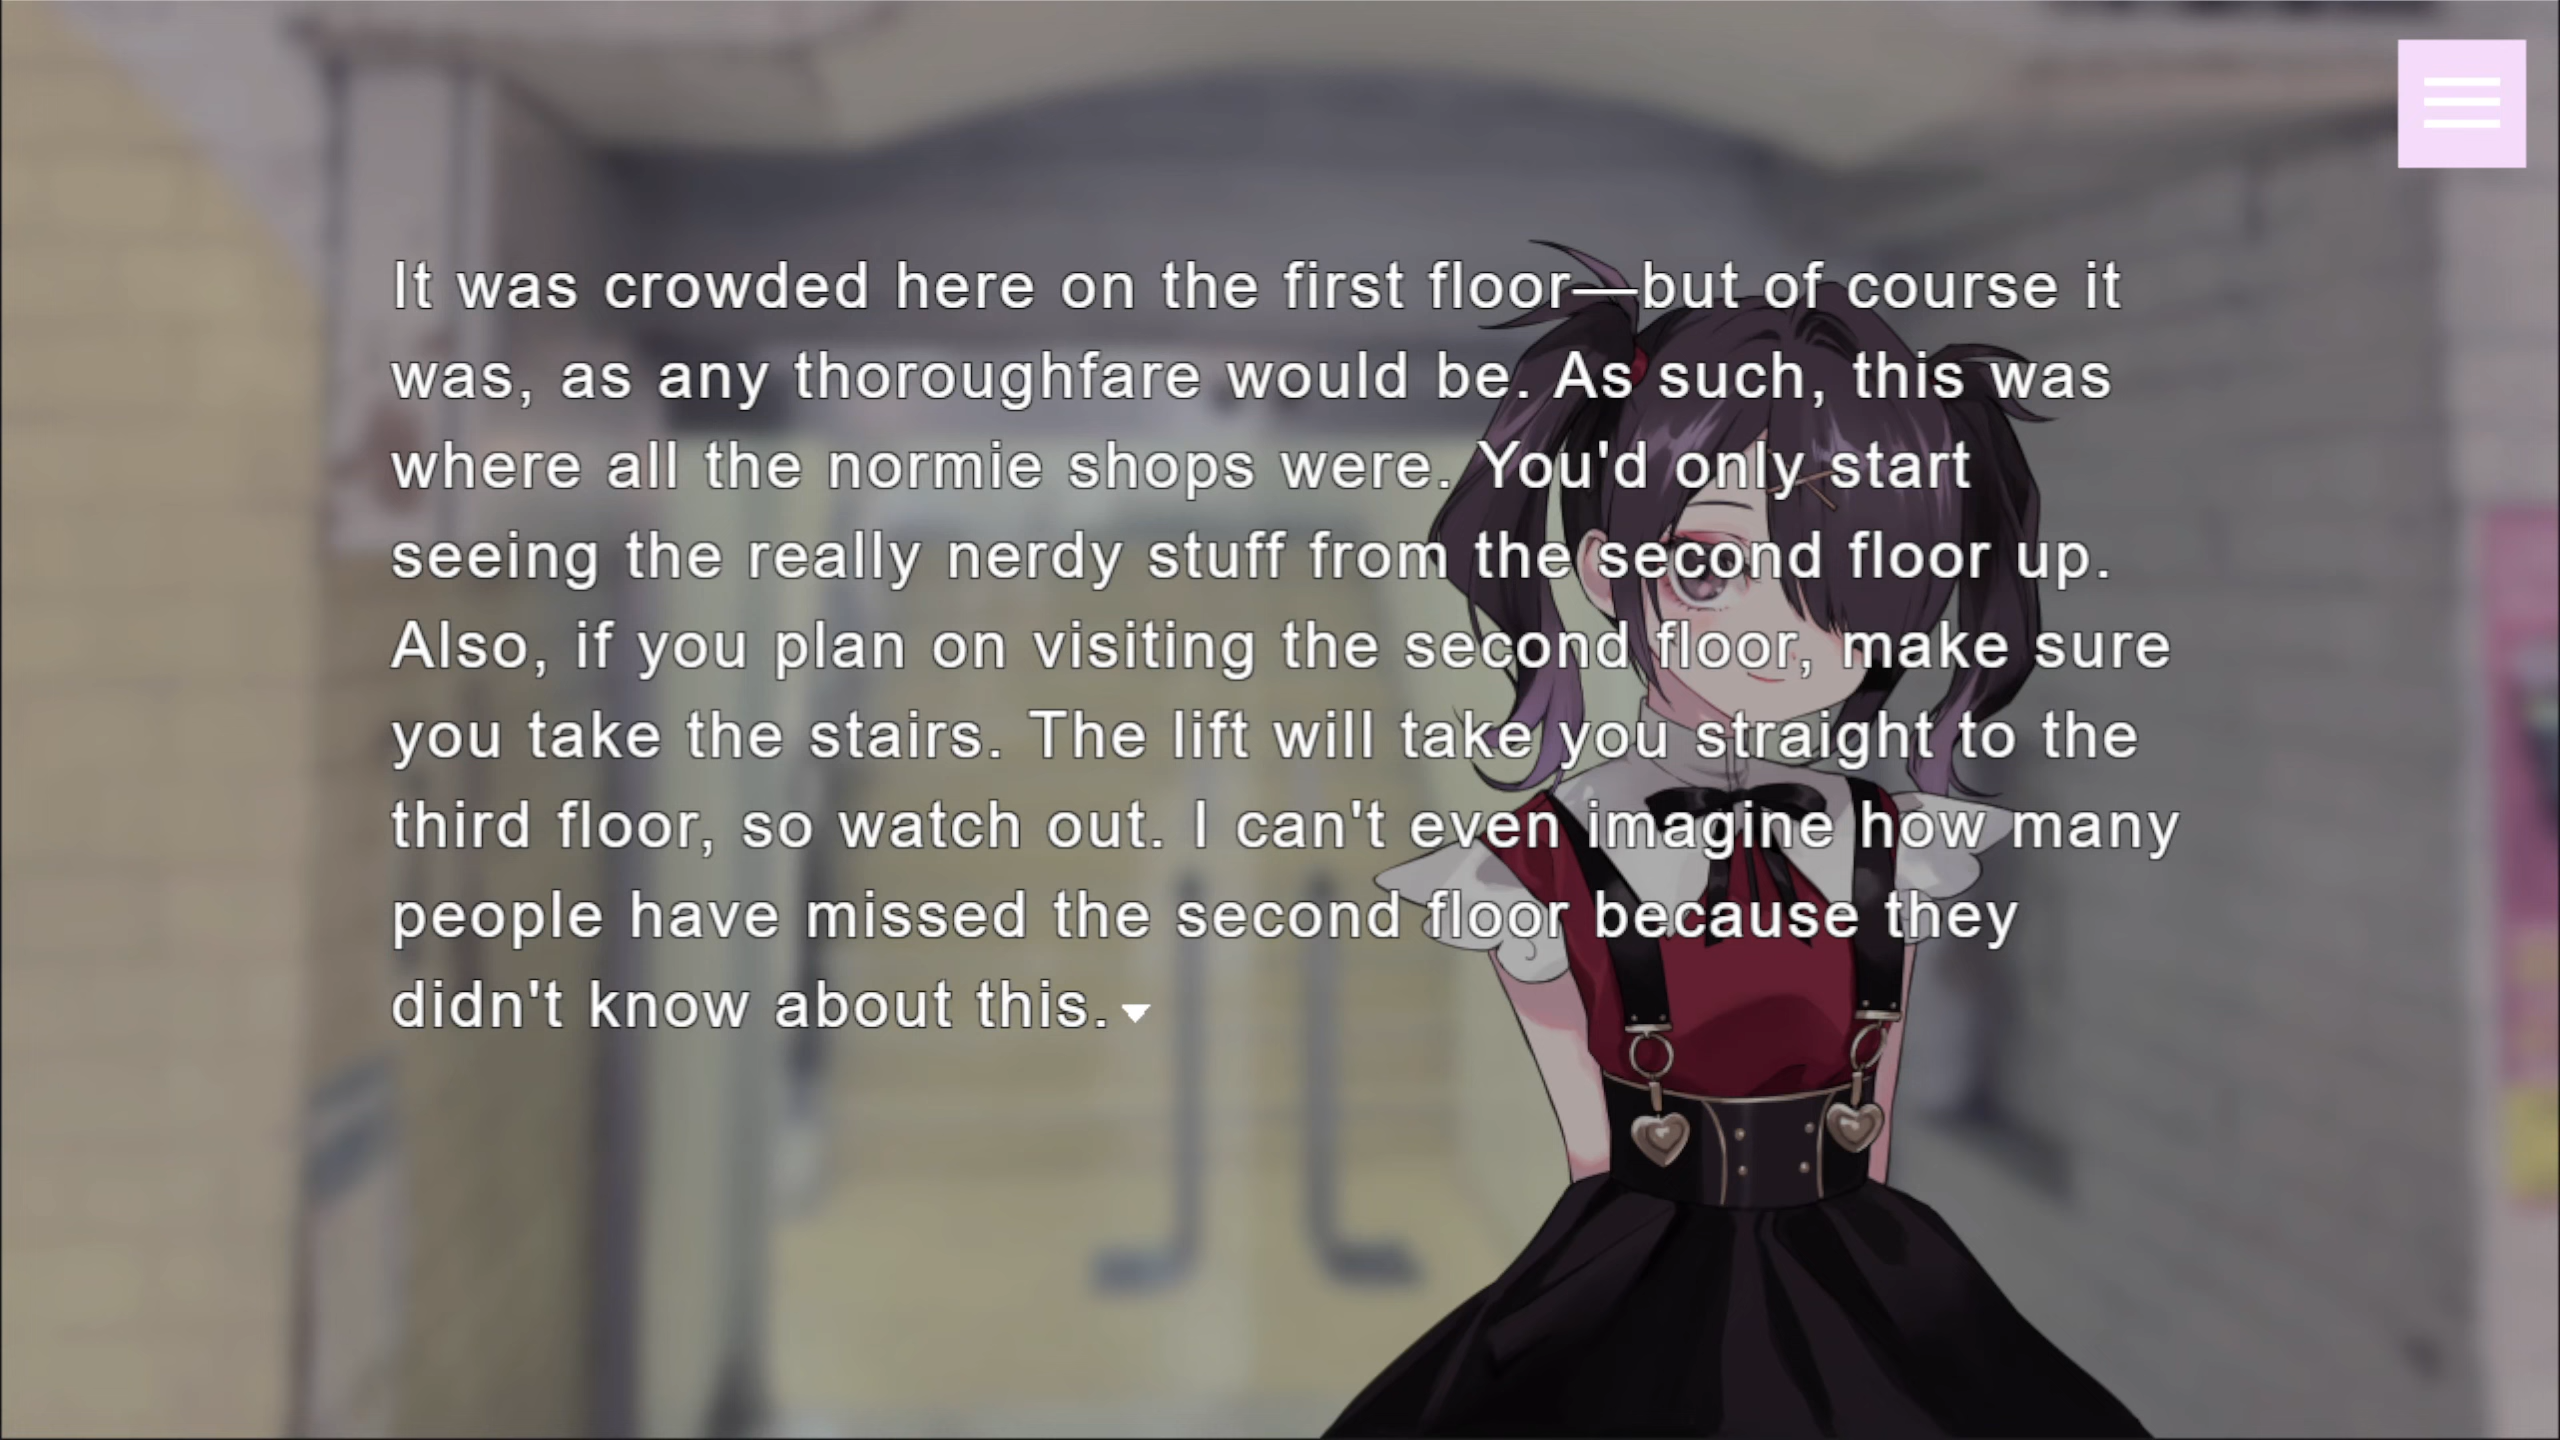 It was crowded here on the first floor—but of course it
was, as any thoroughfare would be. As such, this was
where all the normie shops were. You'd only start
seeing the really nerdy stuff from the second floor up.
Also, if you plan on visiting the second floor, make sure
you take the stairs. The lift will take you straight to the
third floor, so watch out. I can't even imagine how many
people have missed the second floor because they
didn't know about this.